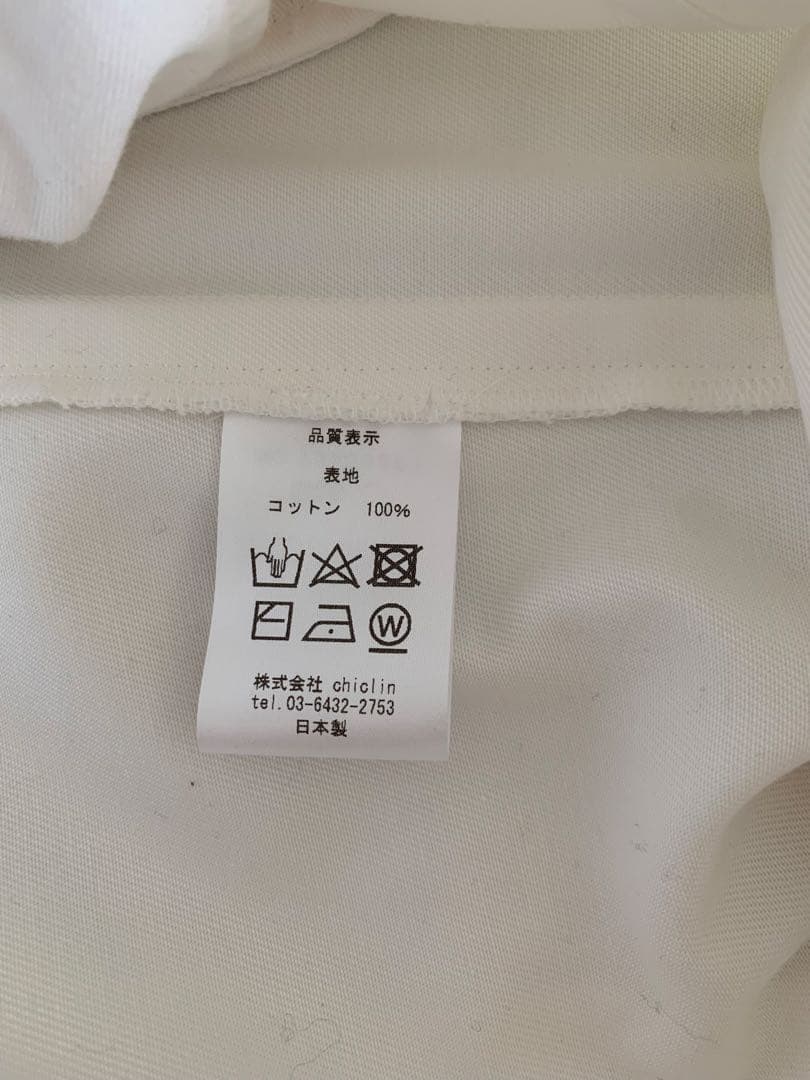 品質表示
表地
コットン 100%
W
株式会社 chiclin
tel.03-6432-2753
日本製